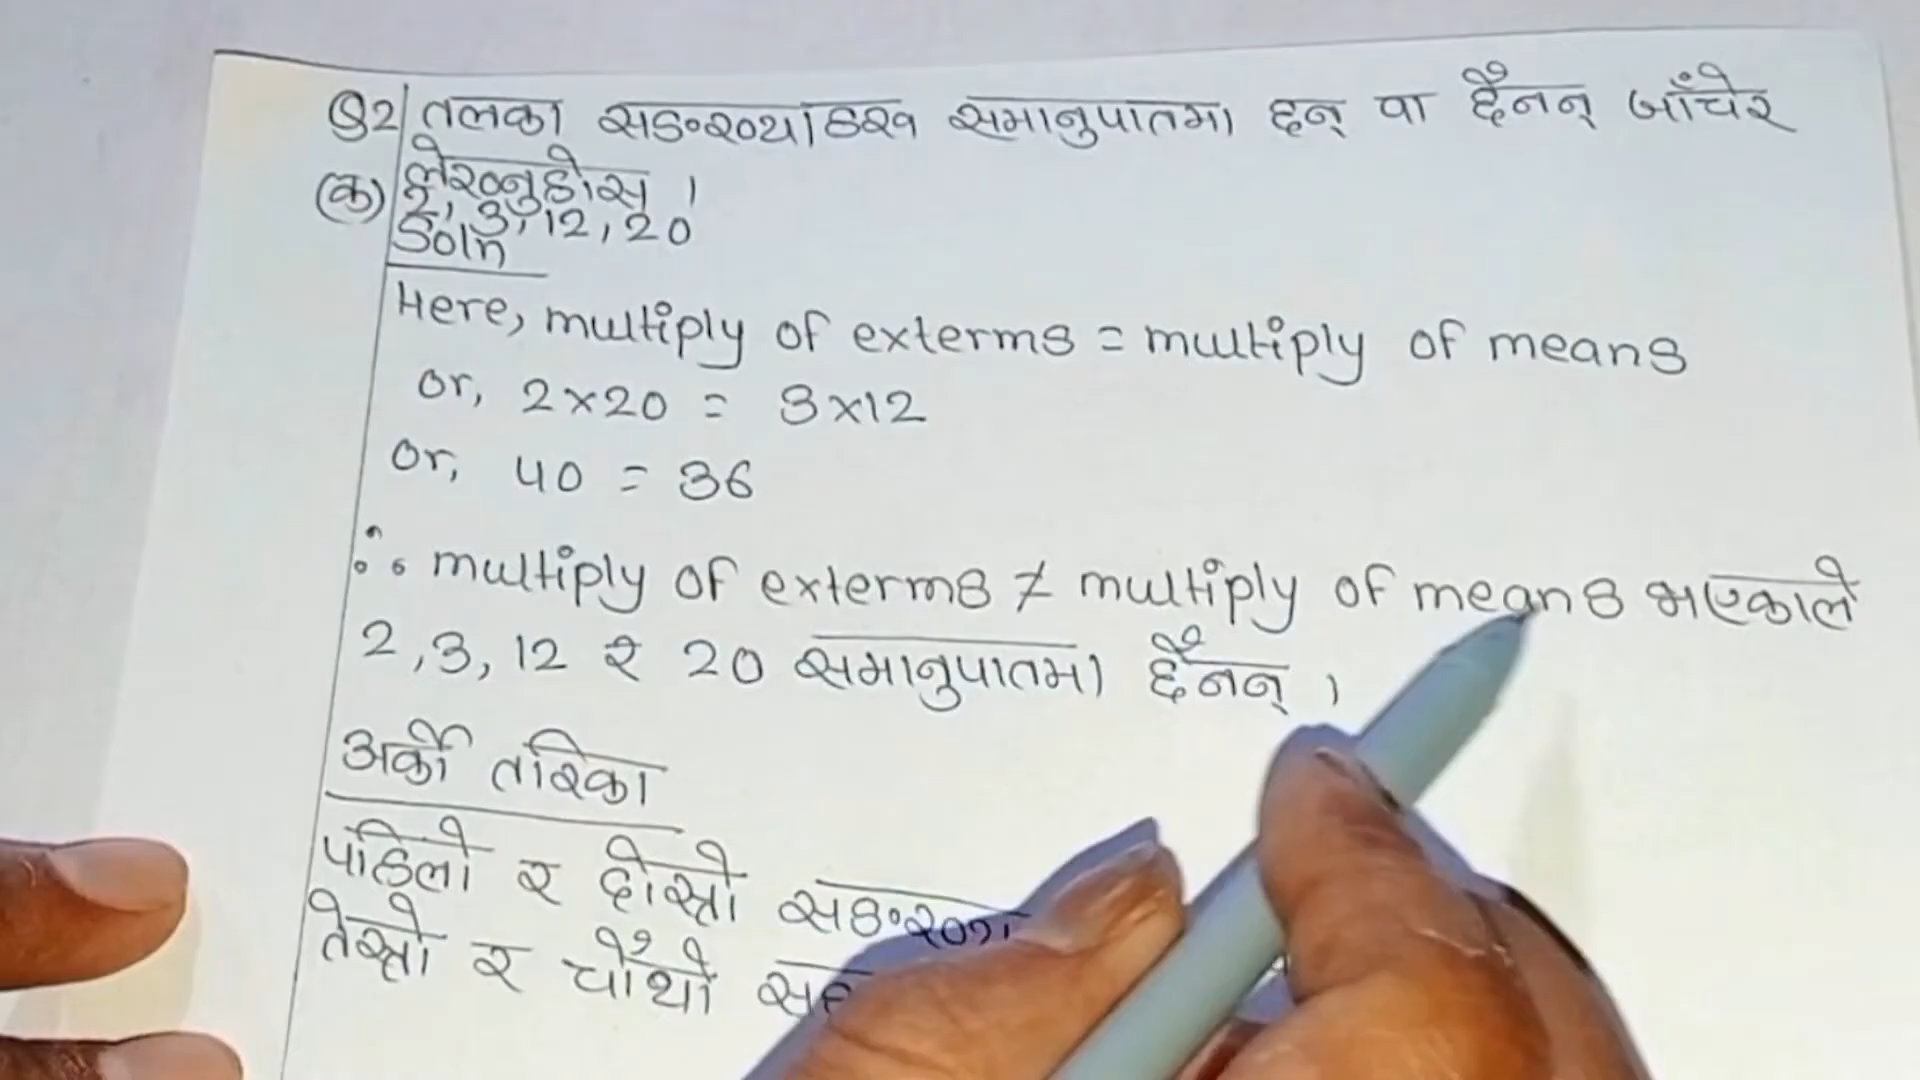 Q2 तलका सङ्ख्याहरू समानुपातमा छन् वा छैनन् जाँचेर
लेख्नुहोस ।
(क) 2, 3, 12, 20
Soln
Here, multiply of exterms = multiply of means
or, 2×20 = 3×12
or, 40 = 36
∴ multiply of exterms ≠ multiply of means भएकाले
2, 3, 12 र 20 समानुपातमा छैनन् ।
अर्को तरिका
पहिलो र दोस्रो
तेस्रो र चौथो